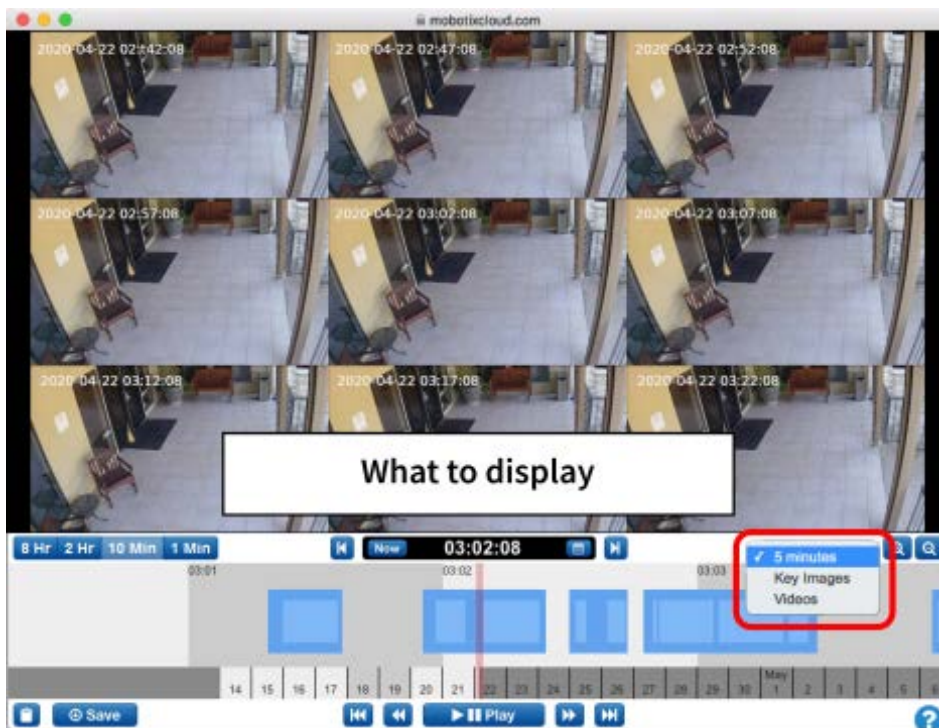 mobotixcloud.com
2020-04-22 02:42:08
2020-04-22 02:47:08
2020-04-22 02:52:08
2020-04-22 02:57:08
2020-04-22 03:02:08
2020-04-22 03:07:08
2020-04-22 03:12:08
2020-04-22 03:17:08
2020-04-22 03:22:08
What to display
8 Hr 2 Hr 10 Min 1 Min Now 03:02:08
✓ 5 minutes
Key Images
Videos
03:01 03:02 03:03
May
14 15 16 17 18 19 20 21 22 23 24 25 26 27 28 29 30 1 2 3 4 5 6
Save Play ?